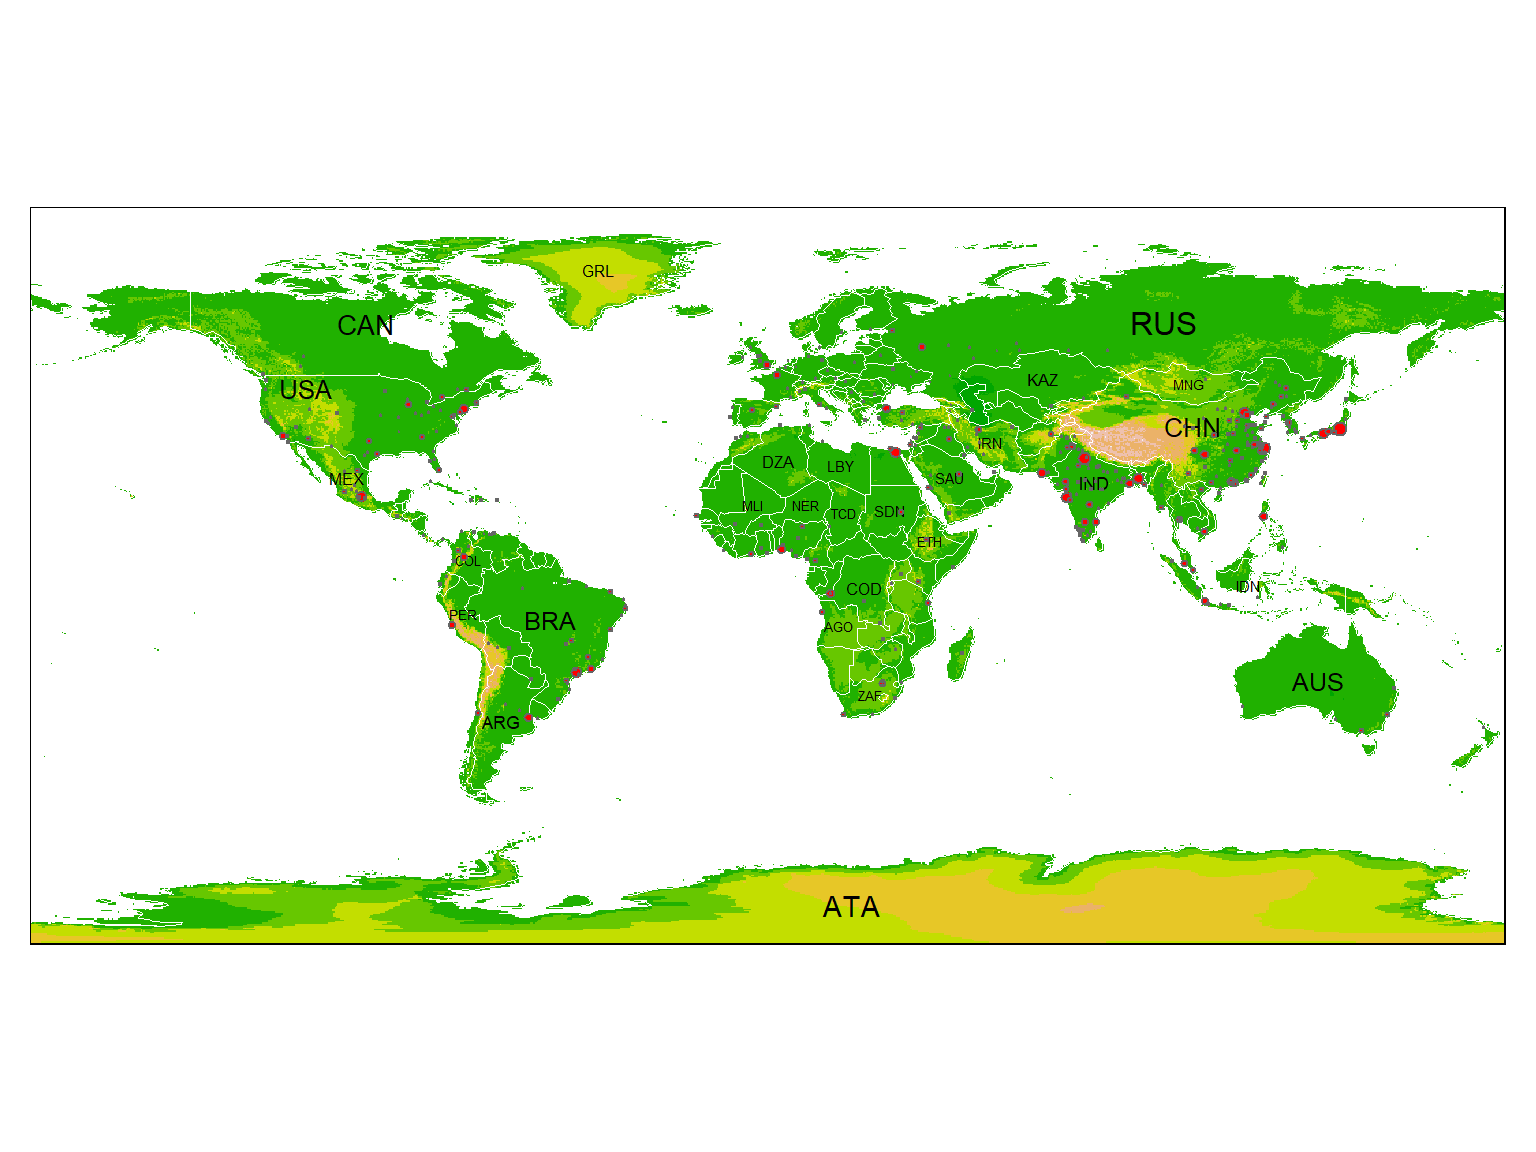 GRL
CAN
RUS
USA
KAZ
MNG
CHN
IRN
DZA
LBY
MEX
SAU
IND
MLI
NER
TCD
SDN
ETH
COL
COD
IDN
PER
BRA
AGO
AUS
ZAF
ARG
ATA